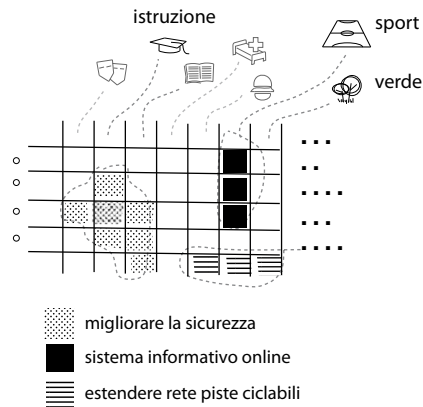 istruzione
sport
verde
migliorare la sicurezza
sistema informativo online
estendere rete piste ciclabili